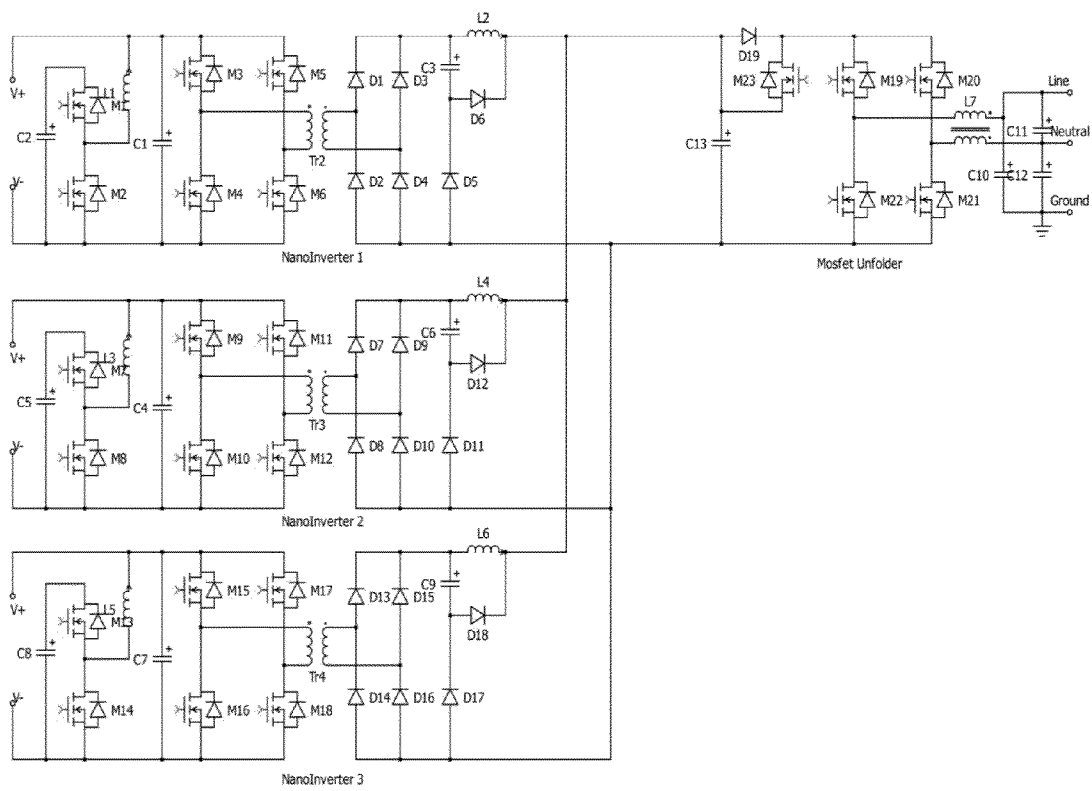 L2
D19
V+
M3
M5
D1
D3
C3
M23
M19
M20
Line
L1
M1
D6
L7
C2
C1
Tr2
C13
C11
Neutral
C10
C12
V-
M2
M4
M6
D2
D4
D5
M22
M21
Ground
NanoInverter 1
Mosfet Unfolder
L4
V+
M9
M11
D7
D9
C6
L3
M7
D12
C5
C4
Tr3
V-
M8
M10
M12
D8
D10
D11
NanoInverter 2
L6
V+
M15
M17
D13
D15
C9
L5
M13
D18
C8
C7
Tr4
V-
M14
M16
M18
D14
D16
D17
NanoInverter 3